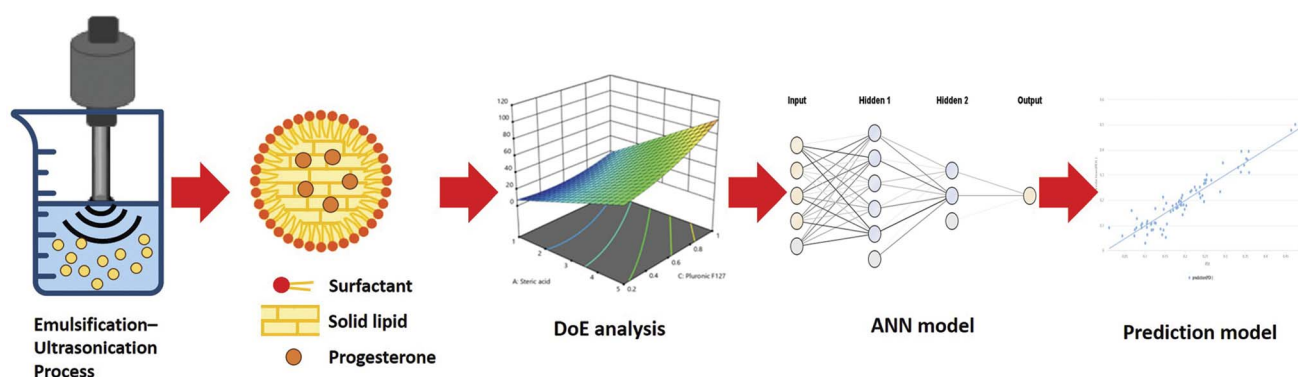 Emulsification–
Ultrasonication
Process
Surfactant
Solid lipid
Progesterone
120
100
80
60
40
20
0
1
2
3
4
5
0.2
0.4
0.6
0.8
1
A: Steric acid
C: Pluronic F127
DoE analysis
Input
Hidden 1
Hidden 2
Output
ANN model
Prediction model